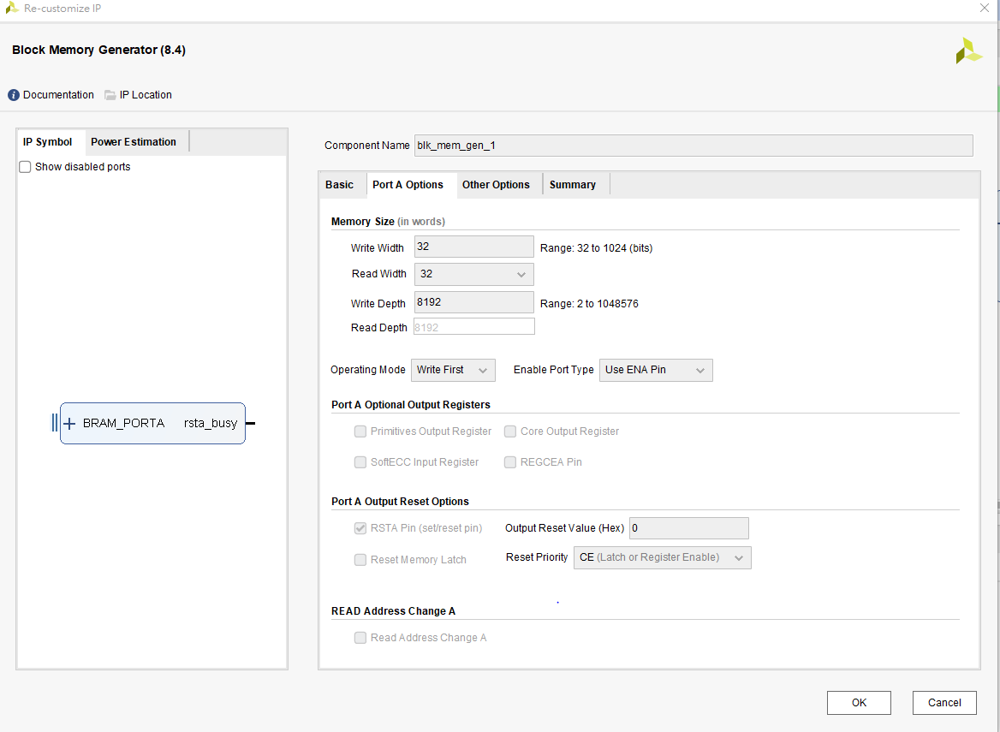 Re-customize IP
Block Memory Generator (8.4)
Documentation IP Location
IP Symbol Power Estimation
Show disabled ports
BRAM_PORTA rsta_busy
Component Name blk_mem_gen_1
Basic Port A Options Other Options Summary
Memory Size (in words)
Write Width 32 Range: 32 to 1024 (bits)
Read Width 32
Write Depth 8192 Range: 2 to 1048576
Read Depth 8192
Operating Mode Write First Enable Port Type Use ENA Pin
Port A Optional Output Registers
Primitives Output Register Core Output Register
SoftECC Input Register REGCEA Pin
Port A Output Reset Options
RSTA Pin (set/reset pin) Output Reset Value (Hex) 0
Reset Memory Latch Reset Priority CE (Latch or Register Enable)
READ Address Change A
Read Address Change A
OK Cancel